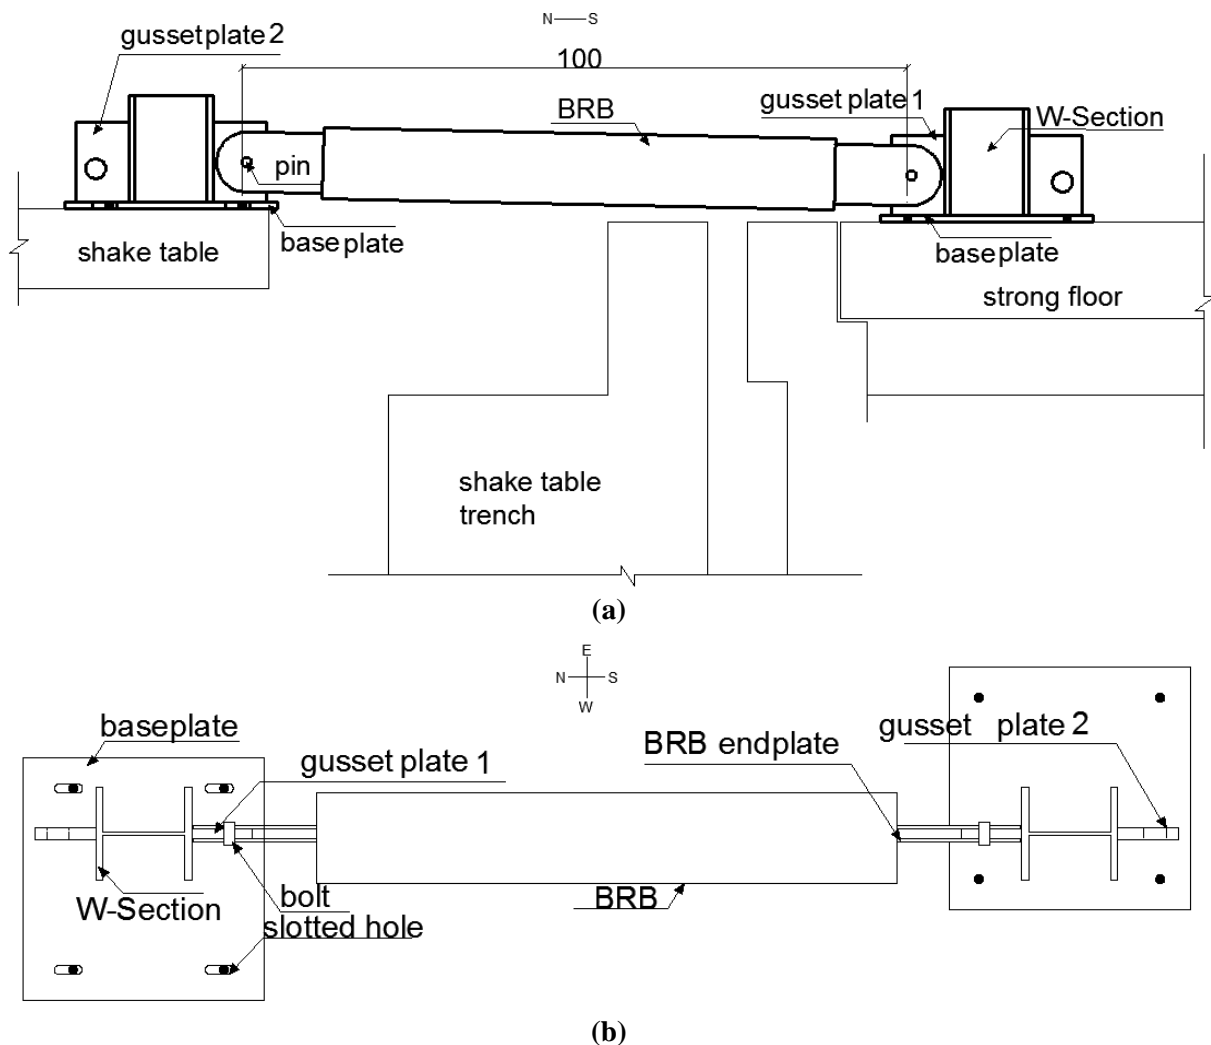 N S
gusset plate 2
100
gusset plate 1
BRB
W-Section
pin
base plate
shake table
base plate
strong floor
shake table
trench
(a)
E
N S
W
baseplate
gusset plate 1
BRB endplate
gusset plate 2
W-Section
bolt
BRB
slotted hole
(b)